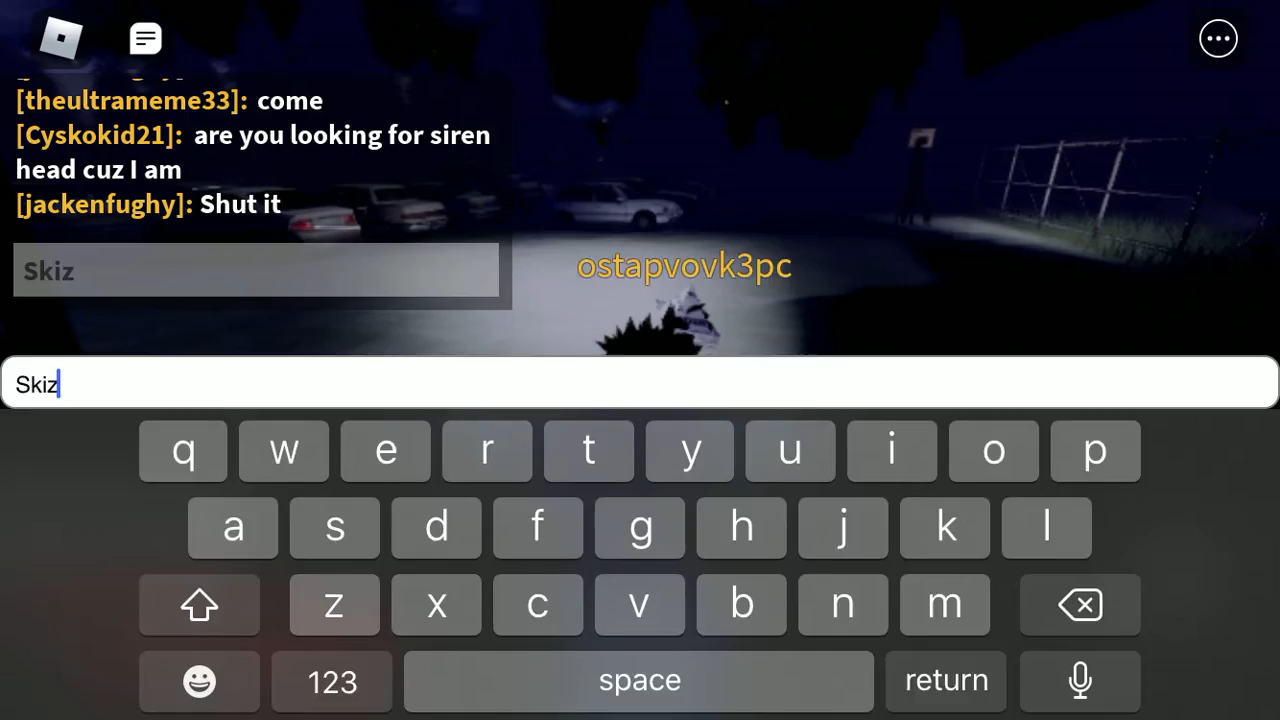 [theultrameme33]: come
[Cyskokid21]: are you looking for siren
head cuz I am
[jackenfughy]: Shut it
Skiz
ostapvovk3pc
Skiz
q w e r t y u i o p
a s d f g h j k l
z x c v b n m
123 space return